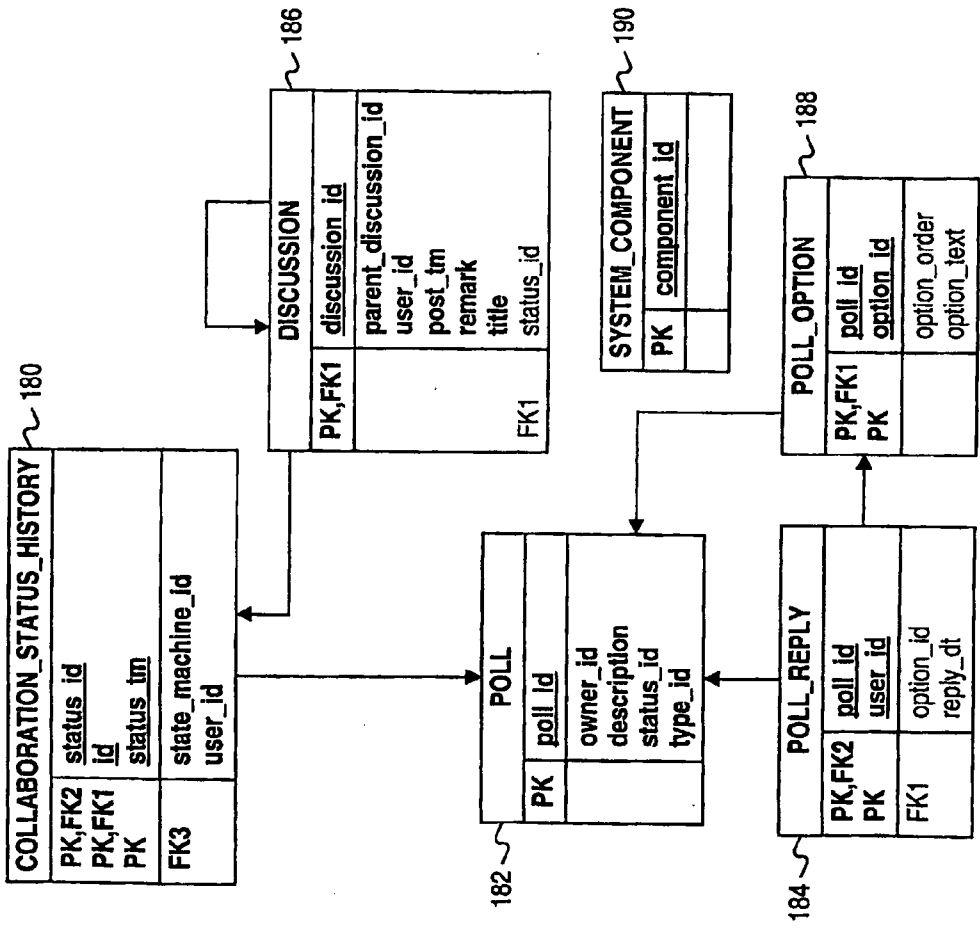 COLLABORATION_STATUS_HISTORY
180
PK,FK2 status_id
PK,FK1 id
PK status_tm
FK3 state_machine_id
user_id
DISCUSSION
186
PK,FK1 discussion_id
parent_discussion_id
user_id
post_tm
remark
title
FK1 status_id
POLL
182
PK poll_id
owner_id
description
status_id
type_id
SYSTEM_COMPONENT
190
PK component_id
POLL_REPLY
184
PK,FK2 poll_id
PK user_id
FK1 option_id
reply_dt
POLL_OPTION
188
PK,FK1 poll_id
PK option_id
option_order
option_text